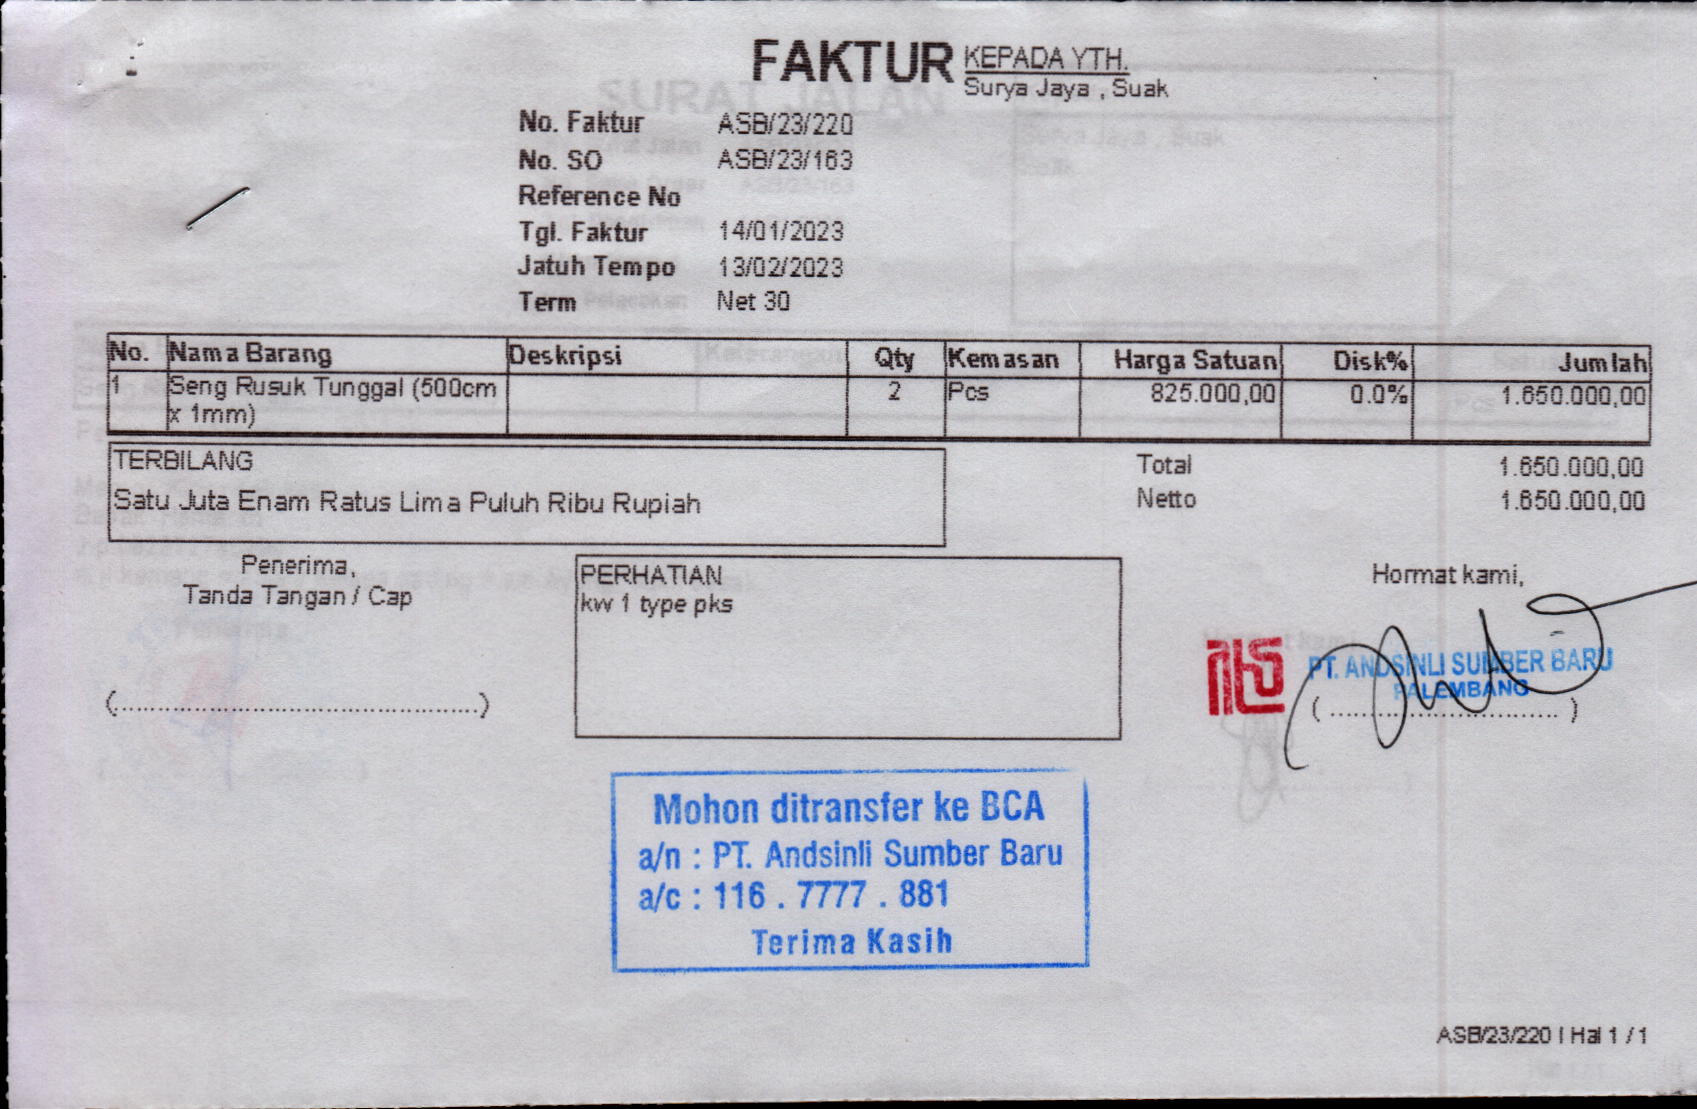 FAKTUR
KEPADA YTH.
Surya Jaya , Suak
No. Faktur ASB/23/220
No. SO ASB/23/163
Reference No
Tgl. Faktur 14/01/2023
Jatuh Tempo 13/02/2023
Term Net 30
No. Nama Barang Deskripsi Qty Kemasan Harga Satuan Disk% Jumlah
1 Seng Rusuk Tunggal (500cm 2 Pcs 825.000,00 0.0% 1.650.000,00
x 1mm)
TERBILANG
Satu Juta Enam Ratus Lima Puluh Ribu Rupiah
Total 1.650.000,00
Netto 1.650.000,00
Penerima,
Tanda Tangan / Cap
(................................................)
PERHATIAN
kw 1 type pks
Hormat kami,
PT. ANDSINLI SUMBER BARU
PALEMBANG
( .............................. )
Mohon ditransfer ke BCA
a/n : PT. Andsinli Sumber Baru
a/c : 116 . 7777 . 881
Terima Kasih
ASB/23/220 | Hal 1 / 1
SURAT JALAN